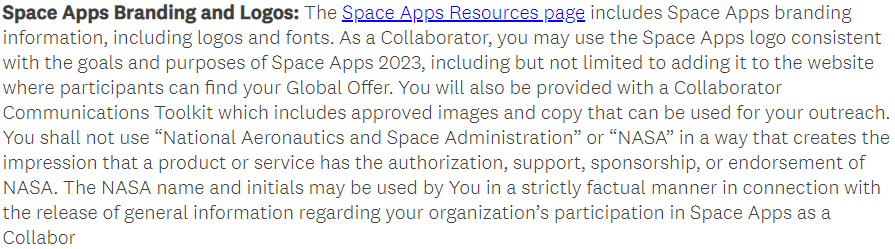 Space Apps Branding and Logos: The Space Apps Resources page includes Space Apps branding
information, including logos and fonts. As a Collaborator, you may use the Space Apps logo consistent
with the goals and purposes of Space Apps 2023, including but not limited to adding it to the website
where participants can find your Global Offer. You will also be provided with a Collaborator
Communications Toolkit which includes approved images and copy that can be used for your outreach.
You shall not use “National Aeronautics and Space Administration” or “NASA” in a way that creates the
impression that a product or service has the authorization, support, sponsorship, or endorsement of
NASA. The NASA name and initials may be used by You in a strictly factual manner in connection with
the release of general information regarding your organization’s participation in Space Apps as a
Collabor